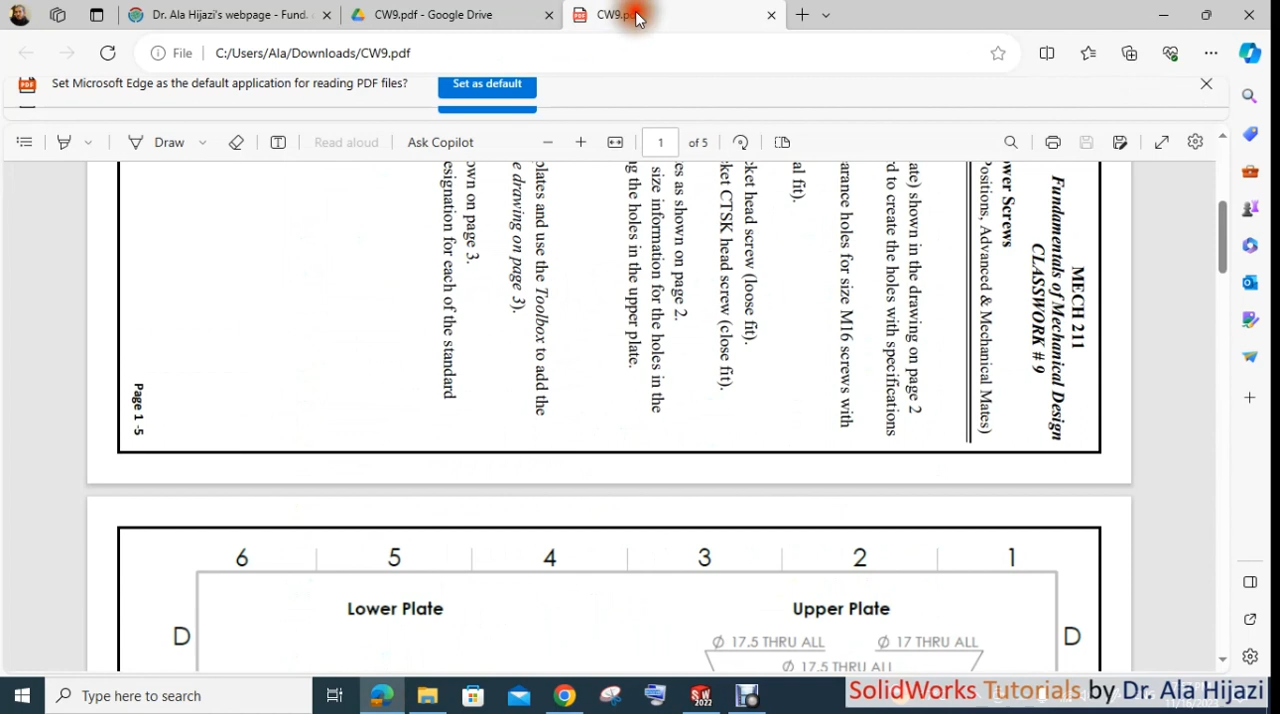 Dr. Ala Hijazi's webpage - Fund.
CW9.pdf - Google Drive
File
C:/Users/Ala/Downloads/CW9.pdf
Set Microsoft Edge as the default application for reading PDF files?
Set as default
Draw
Read aloud
Ask Copilot
1
of 5
MECH 211
Fundamentals of Mechanical Design
CLASSWORK # 9
ower Screws
Positions, Advanced & Mechanical Mates)
ate) shown in the drawing on page 2
d to create the holes with specifications
arance holes for size M16 screws with
al fit).
ket head screw (loose fit).
ket CTSK head screw (close fit).
es as shown on page 2.
size information for the holes in the
ng the holes in the upper plate.
plates and use the Toolbox to add the
e drawing on page 3).
own on page 3.
esignation for each of the standard
Page 1 -5
6 5 4 3 2 1
Lower Plate
Upper Plate
D
D
Ø 17.5 THRU ALL
Ø 17 THRU ALL
Ø 17.5 THRU ALL
Type here to search
SW
2022
SolidWorks Tutorials by Dr. Ala Hijazi